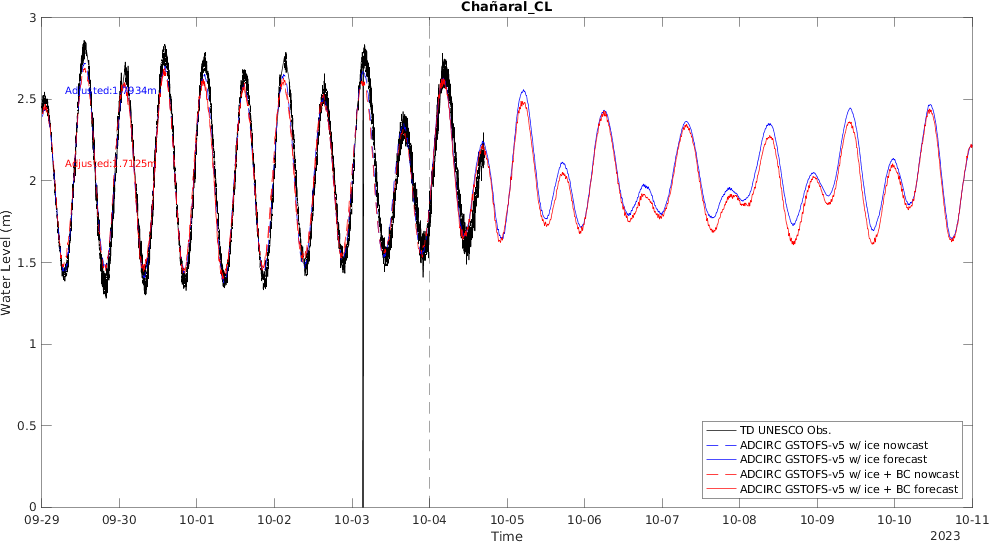 Chañaral_CL
3
2.5
2
1.5
1
0.5
0
Water Level (m)
Adjusted:1.7934m
Adjusted:1.7125m
TD UNESCO Obs.
ADCIRC GSTOFS-v5 w/ ice nowcast
ADCIRC GSTOFS-v5 w/ ice forecast
ADCIRC GSTOFS-v5 w/ ice + BC nowcast
ADCIRC GSTOFS-v5 w/ ice + BC forecast
09-29 09-30 10-01 10-02 10-03 10-04 10-05 10-06 10-07 10-08 10-09 10-10 10-11
Time
2023